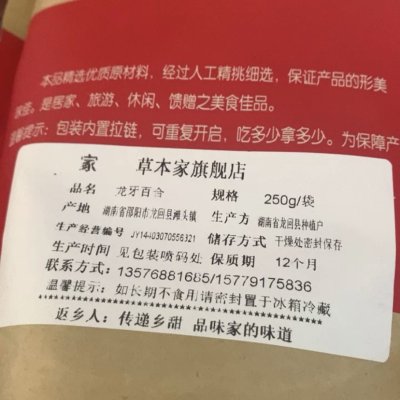 本品精选优质原材料，经过人工精挑细选，保证产品的形美
味佳。是居家、旅游、休闲、馈赠之美食佳品。
温馨提示：包装内置拉链，可重复开启，吃多少拿多少。为保障产
家 草本家旗舰店
品名 龙牙百合 规格 250g/袋
产地 湖南省邵阳市龙回县滩头镇 生产方 湖南省龙回县种植户
生产经营编号 JY14403070556321 储存方式 干燥处密封保存
生产时间 见包装喷码处 保质期 12个月
联系方式：13576881685/15779175836
温馨提示：如长期不食用请密封置于冰箱冷藏
返乡人：传递乡甜 品味家的味道